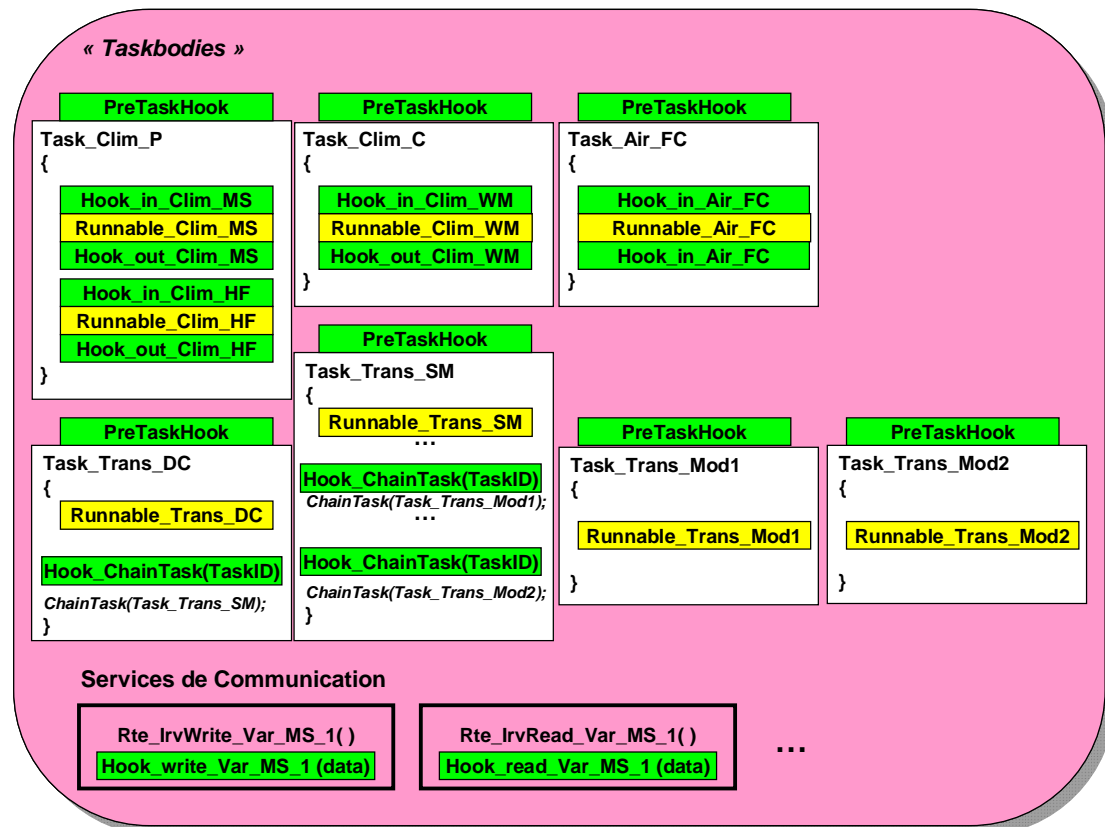 « Taskbodies »
PreTaskHook
Task_Clim_P
{
Hook_in_Clim_MS
Runnable_Clim_MS
Hook_out_Clim_MS
Hook_in_Clim_HF
Runnable_Clim_HF
Hook_out_Clim_HF
}
PreTaskHook
Task_Clim_C
{
Hook_in_Clim_WM
Runnable_Clim_WM
Hook_out_Clim_WM
}
PreTaskHook
Task_Air_FC
{
Hook_in_Air_FC
Runnable_Air_FC
Hook_in_Air_FC
}
PreTaskHook
Task_Trans_DC
{
Runnable_Trans_DC
Hook_ChainTask(TaskID)
ChainTask(Task_Trans_SM);
}
PreTaskHook
Task_Trans_SM
{
Runnable_Trans_SM
...
Hook_ChainTask(TaskID)
ChainTask(Task_Trans_Mod1);
...
Hook_ChainTask(TaskID)
ChainTask(Task_Trans_Mod2);
}
PreTaskHook
Task_Trans_Mod1
{
Runnable_Trans_Mod1
}
PreTaskHook
Task_Trans_Mod2
{
Runnable_Trans_Mod2
}
Services de Communication
Rte_IrvWrite_Var_MS_1( )
Hook_write_Var_MS_1 (data)
Rte_IrvRead_Var_MS_1( )
Hook_read_Var_MS_1 (data)
...